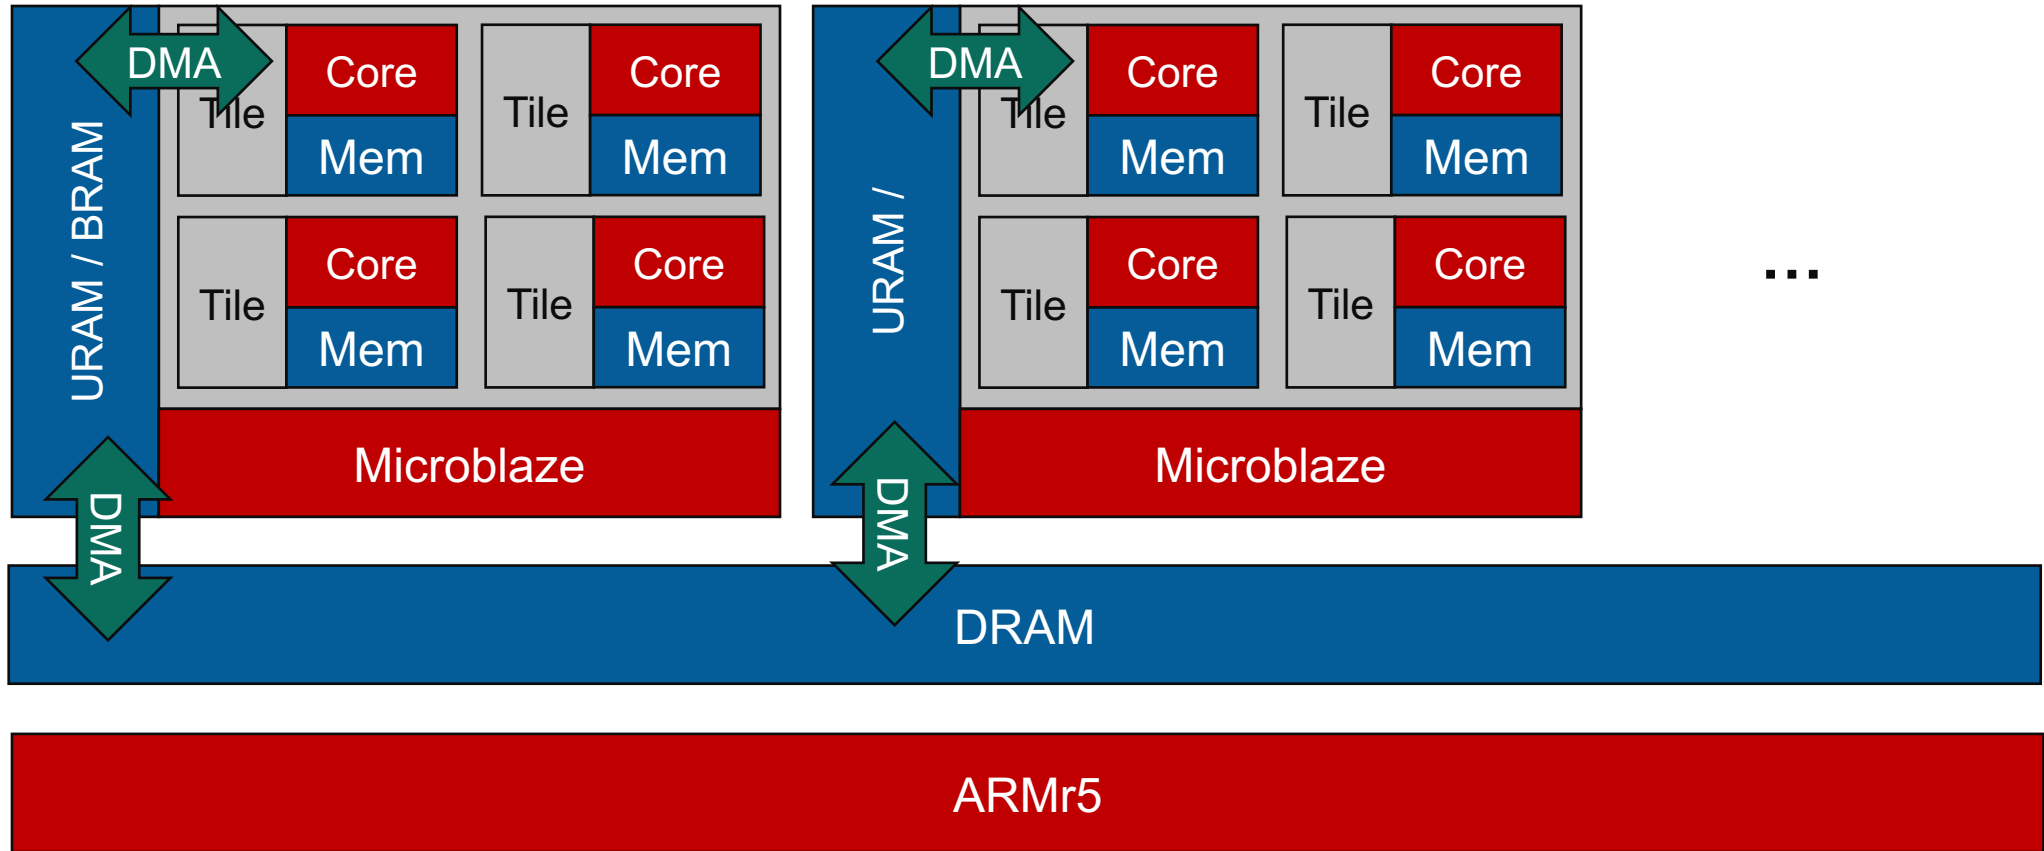 DMA
Core
Tile
Mem
Core
Tile
Mem
Core
Tile
Mem
Core
Tile
Mem
URAM / BRAM
Microblaze
DMA
DMA
Core
Tile
Mem
Core
Tile
Mem
Core
Tile
Mem
Core
Tile
Mem
URAM /
Microblaze
DMA
...
DRAM
ARMr5